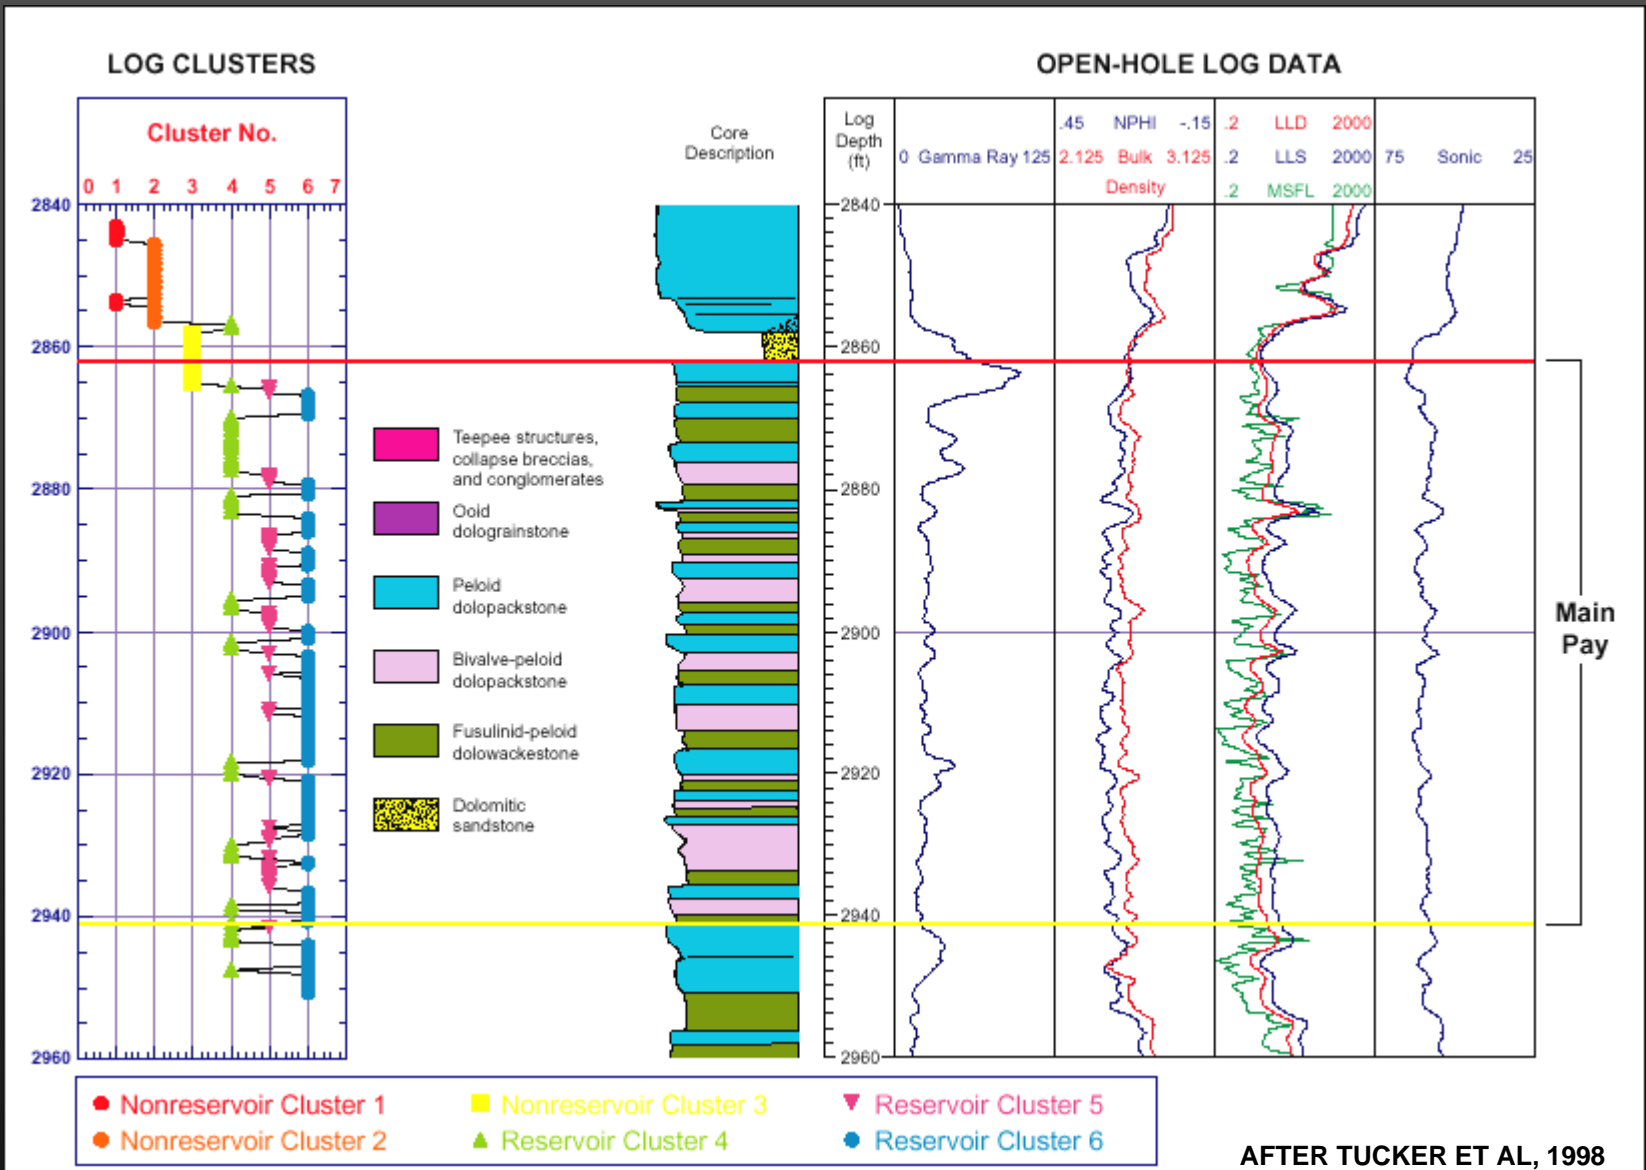 LOG CLUSTERS
OPEN-HOLE LOG DATA
Cluster No.
0 1 2 3 4 5 6 7
2840
2860
2880
2900
2920
2940
2960
Core
Description
Teepee structures,
collapse breccias,
and conglomerates
Ooid
dolograinstone
Peloid
dolopackstone
Bivalve-peloid
dolopackstone
Fusulinid-peloid
dolowackestone
Dolomitic
sandstone
Log
Depth
(ft)
0 Gamma Ray 125
.45 NPHI -.15
2.125 Bulk 3.125
Density
.2 LLD 2000
.2 LLS 2000
.2 MSFL 2000
75 Sonic 25
2840
2860
2880
2900
2920
2940
2960
Main
Pay
Nonreservoir Cluster 1
Nonreservoir Cluster 2
Nonreservoir Cluster 3
Reservoir Cluster 4
Reservoir Cluster 5
Reservoir Cluster 6
AFTER TUCKER ET AL, 1998